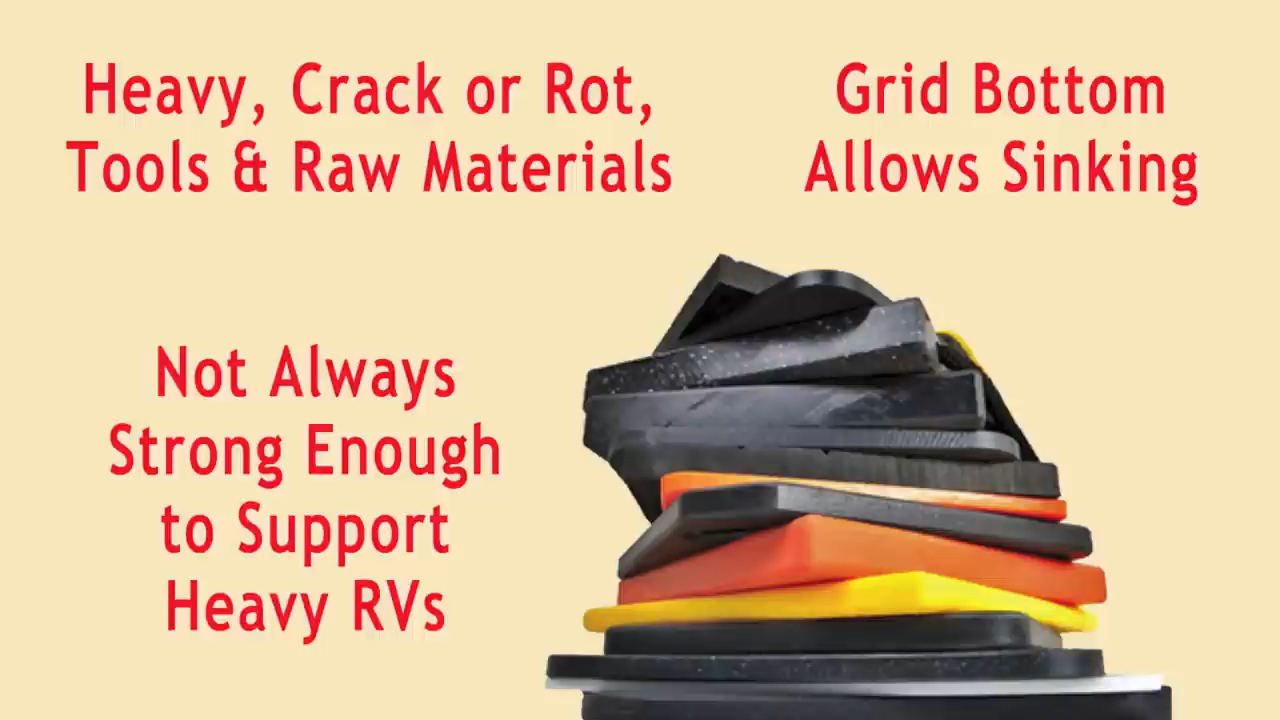 Heavy, Crack or Rot,
Tools & Raw Materials
Grid Bottom
Allows Sinking
Not Always
Strong Enough
to Support
Heavy RVs